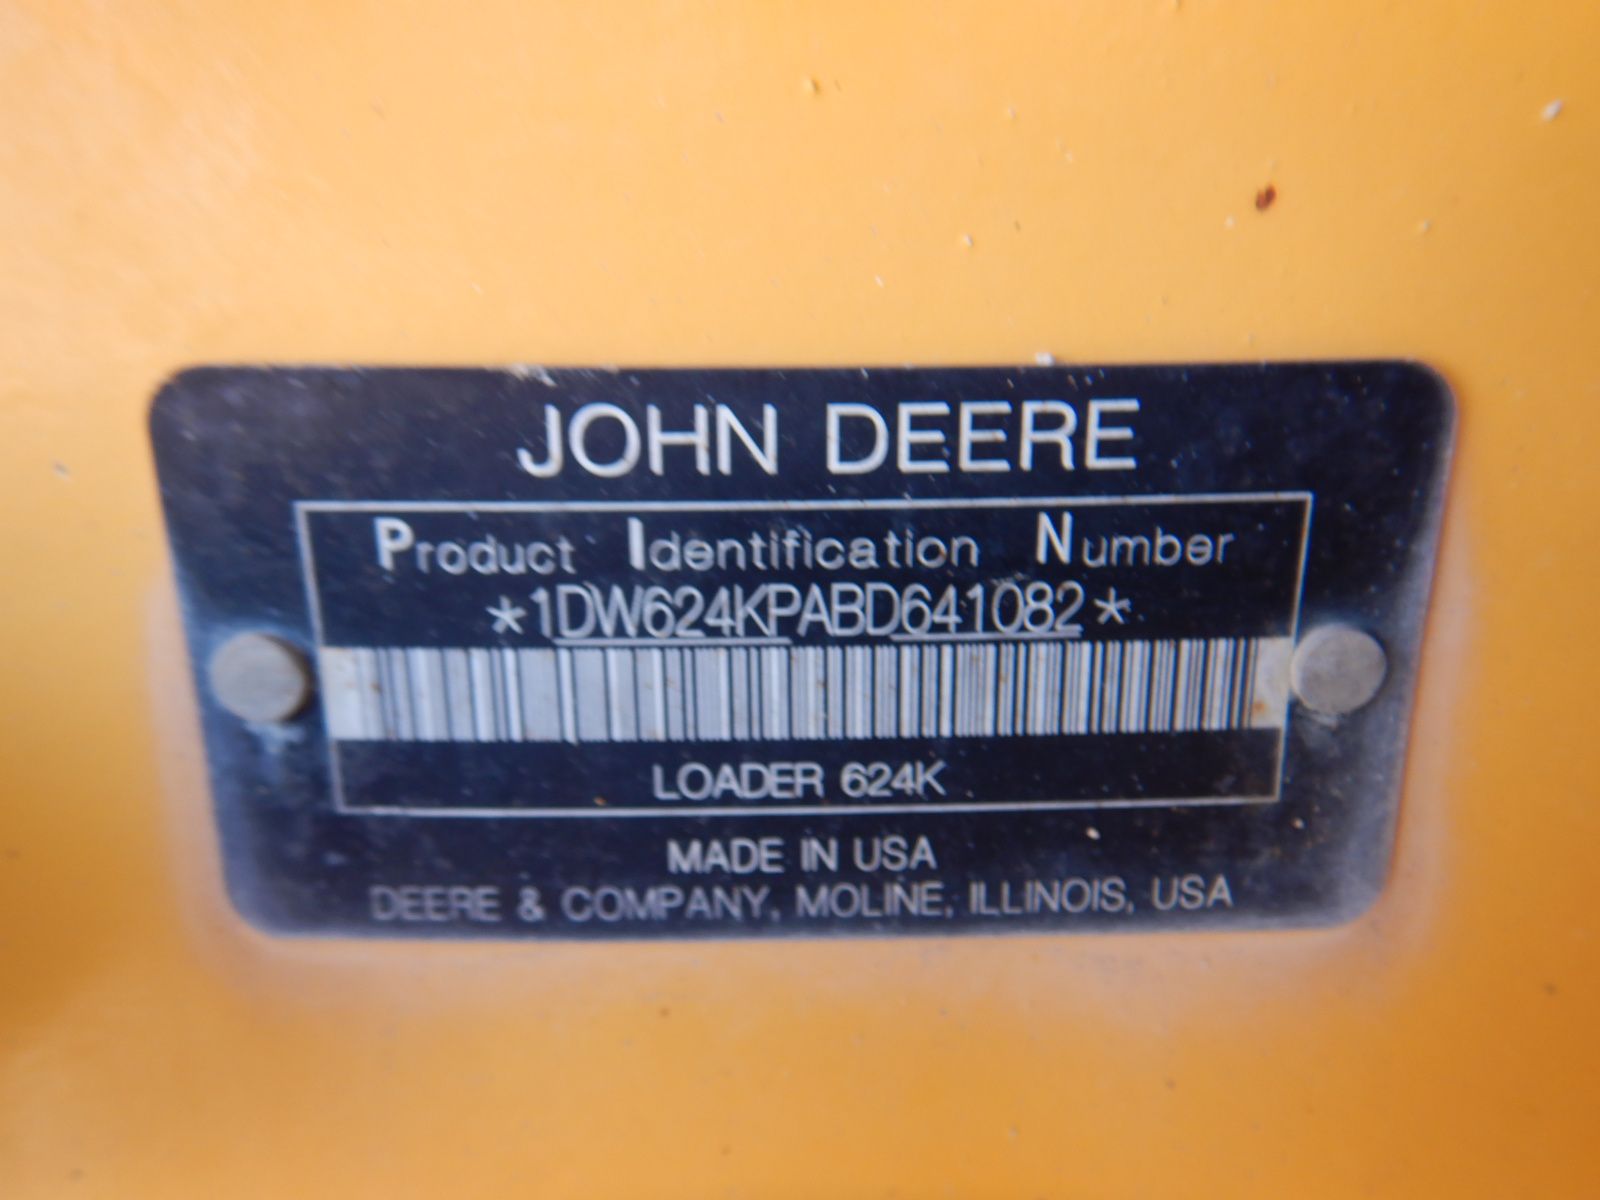 JOHN DEERE
Product Identification Number
*1DW624KPABD641082*
LOADER 624K
MADE IN USA
DEERE & COMPANY, MOLINE, ILLINOIS, USA